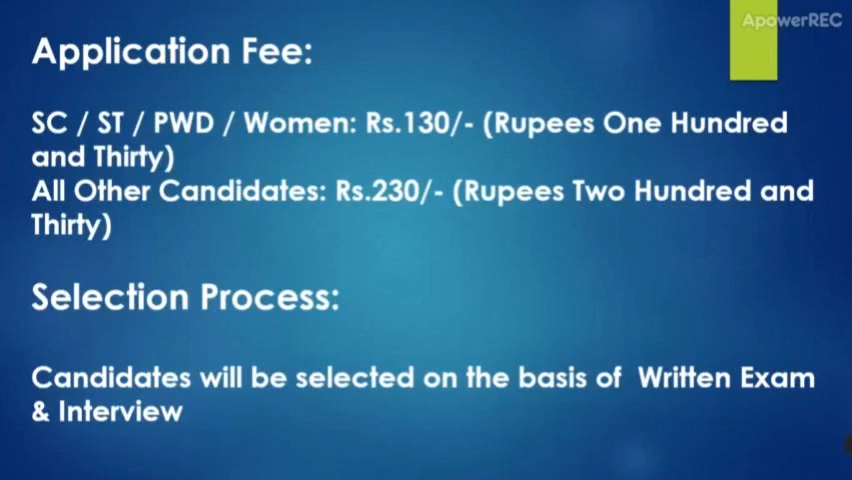 ApowerREC
Application Fee:
SC / ST / PWD / Women: Rs.130/- (Rupees One Hundred
and Thirty)
All Other Candidates: Rs.230/- (Rupees Two Hundred and
Thirty)
Selection Process:
Candidates will be selected on the basis of  Written Exam
& Interview